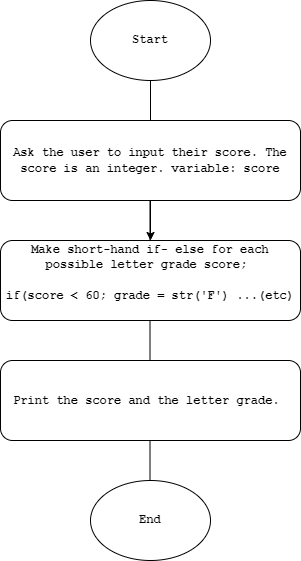 Start
Ask the user to input their score. The
score is an integer. variable: score
Make short-hand if- else for each
possible letter grade score;
if(score < 60; grade = str('F') ...(etc)
Print the score and the letter grade.
End